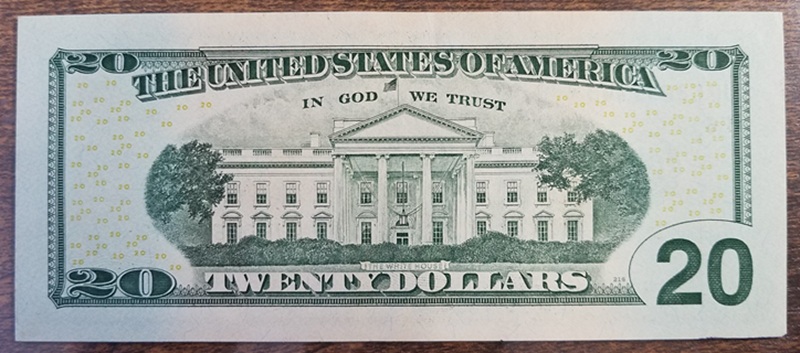 20 20
THE UNITED STATES OF AMERICA
IN GOD WE TRUST
THE WHITE HOUSE
20 TWENTY DOLLARS 20